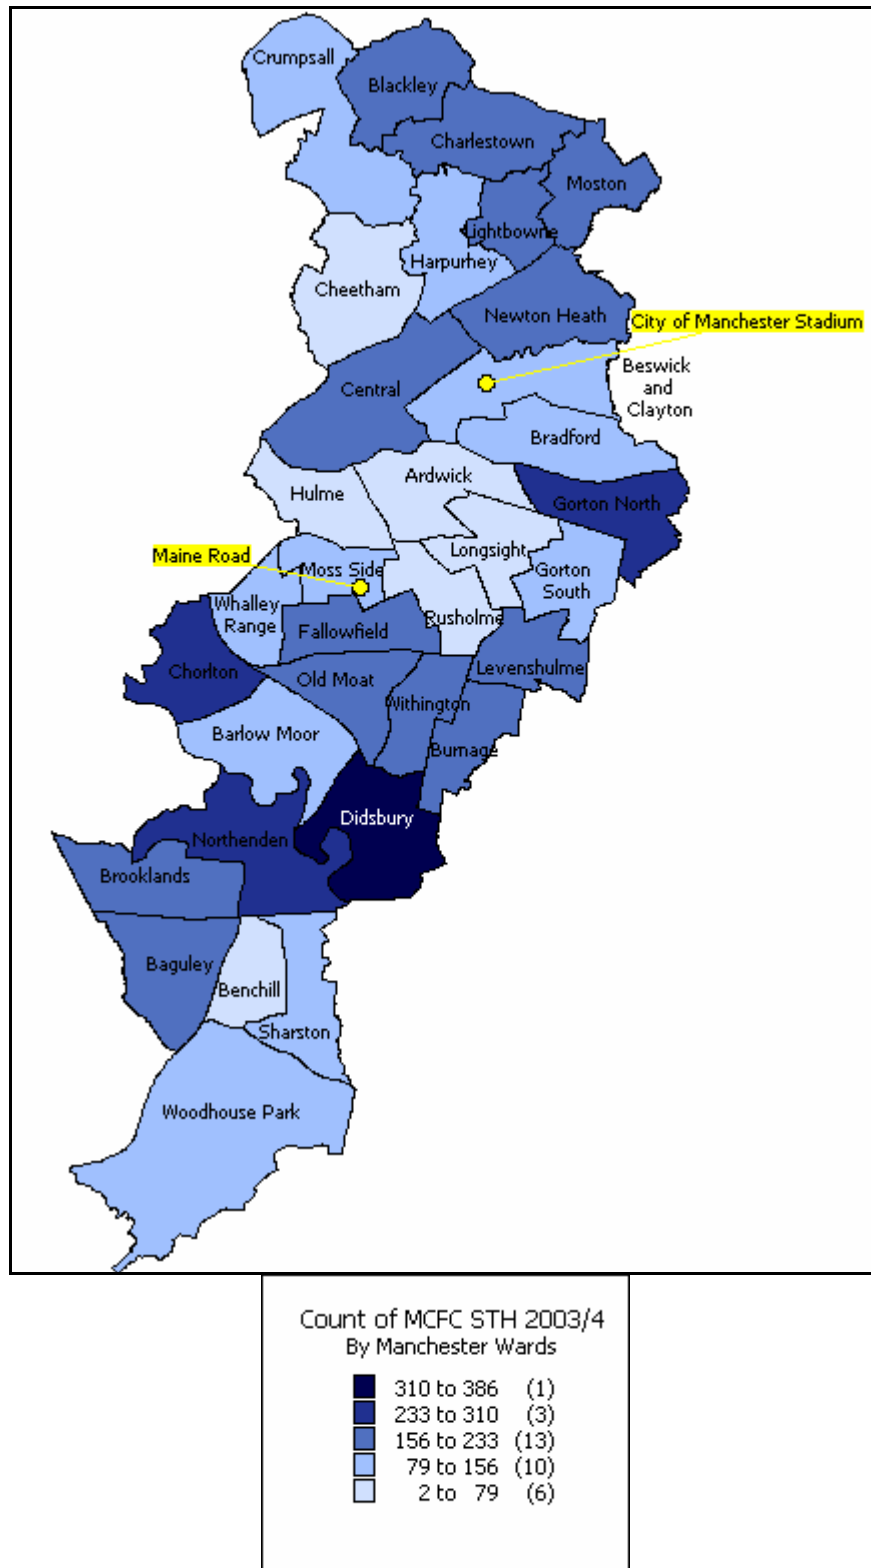 Crumpsall
Blackley
Charlestown
Moston
Lightbowne
Harpurhey
Cheetham
Newton Heath
City of Manchester Stadium
Beswick
and
Clayton
Central
Bradford
Ardwick
Hulme
Gorton North
Longsight
Maine Road
Moss Side
Gorton
South
Whalley
Range
Rusholme
Fallowfield
Levenshulme
Chorlton
Old Moat
Withington
Barlow Moor
Burnage
Didsbury
Northenden
Brooklands
Baguley
Benchill
Sharston
Woodhouse Park
Count of MCFC STH 2003/4
By Manchester Wards
310 to 386 (1)
233 to 310 (3)
156 to 233 (13)
79 to 156 (10)
2 to 79 (6)